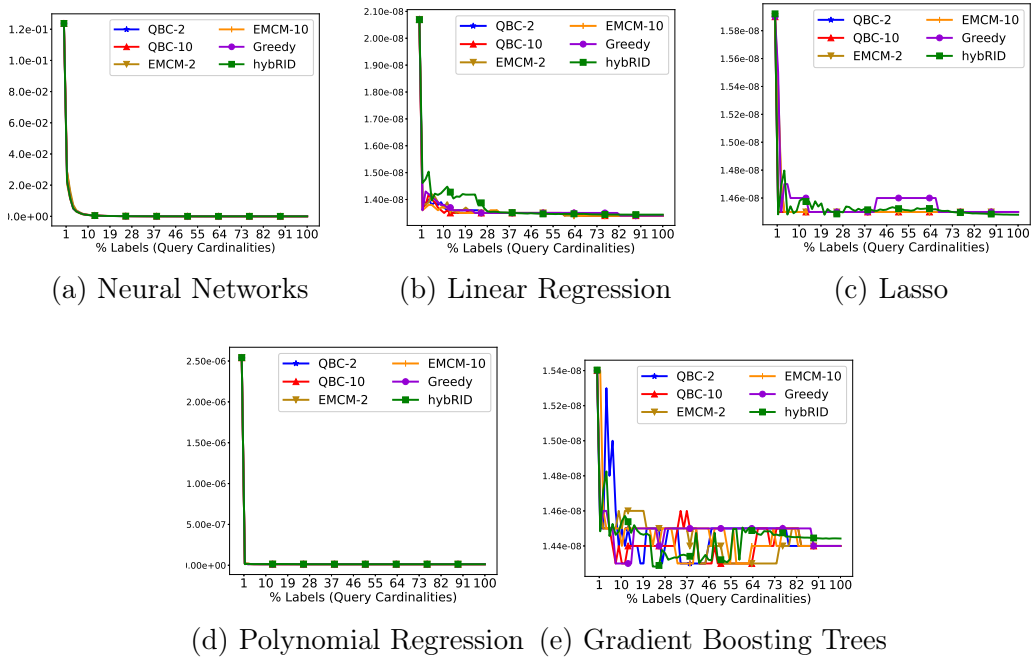 1.2e-01
1.0e-01
8.0e-02
6.0e-02
4.0e-02
2.0e-02
).0e+00
QBC-2
QBC-10
EMCM-2
EMCM-10
Greedy
hybRID
1 10 19 28 37 46 55 64 73 82 91 100
% Labels (Query Cardinalities)
(a) Neural Networks
2.10e-08
2.00e-08
1.90e-08
1.80e-08
1.70e-08
1.60e-08
1.50e-08
1.40e-08
QBC-2
QBC-10
EMCM-2
EMCM-10
Greedy
hybRID
1 10 19 28 37 46 55 64 73 82 91 100
% Labels (Query Cardinalities)
(b) Linear Regression
1.58e-08
1.56e-08
1.54e-08
1.52e-08
1.50e-08
1.48e-08
1.46e-08
QBC-2
QBC-10
EMCM-2
EMCM-10
Greedy
hybRID
1 10 19 28 37 46 55 64 73 82 91 100
% Labels (Query Cardinalities)
(c) Lasso
2.50e-06
2.00e-06
1.50e-06
1.00e-06
5.00e-07
).00e+00
QBC-2
QBC-10
EMCM-2
EMCM-10
Greedy
hybRID
1 10 19 28 37 46 55 64 73 82 91 100
% Labels (Query Cardinalities)
(d) Polynomial Regression
1.54e-08
1.52e-08
1.50e-08
1.48e-08
1.46e-08
1.44e-08
QBC-2
QBC-10
EMCM-2
EMCM-10
Greedy
hybRID
1 10 19 28 37 46 55 64 73 82 91 100
% Labels (Query Cardinalities)
(e) Gradient Boosting Trees